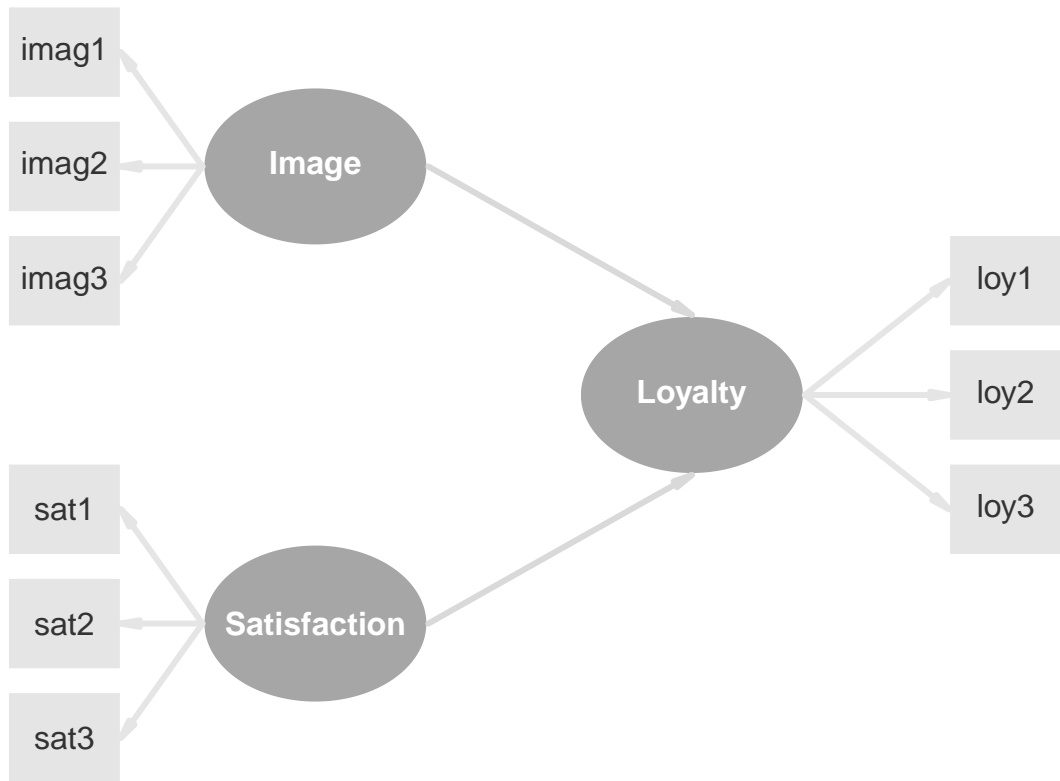 imag1
imag2
imag3
Image
Loyalty
loy1
loy2
loy3
sat1
sat2
sat3
Satisfaction